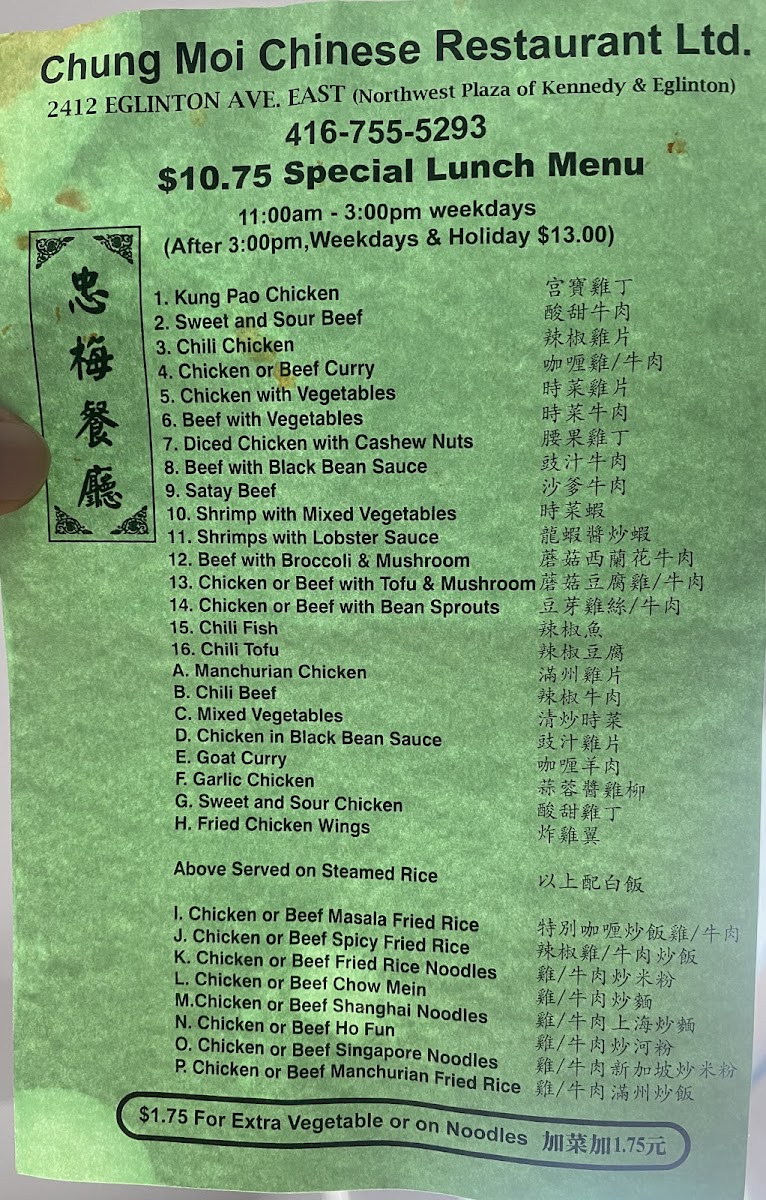 Chung Moi Chinese Restaurant Ltd.
2412 EGLINTON AVE. EAST (Northwest Plaza of Kennedy & Eglinton)
416-755-5293
$10.75 Special Lunch Menu
11:00am - 3:00pm weekdays
(After 3:00pm,Weekdays & Holiday $13.00)
忠梅餐廳
1. Kung Pao Chicken 宮寶雞丁
2. Sweet and Sour Beef 酸甜牛肉
3. Chili Chicken 辣椒雞片
4. Chicken or Beef Curry 咖喱雞/牛肉
5. Chicken with Vegetables 時菜雞片
6. Beef with Vegetables 時菜牛肉
7. Diced Chicken with Cashew Nuts 腰果雞丁
8. Beef with Black Bean Sauce 豉汁牛肉
9. Satay Beef 沙爹牛肉
10. Shrimp with Mixed Vegetables 時菜蝦
11. Shrimps with Lobster Sauce 龍蝦醬炒蝦
12. Beef with Broccoli & Mushroom 蘑菇西蘭花牛肉
13. Chicken or Beef with Tofu & Mushroom 蘑菇豆腐雞/牛肉
14. Chicken or Beef with Bean Sprouts 豆芽雞絲/牛肉
15. Chili Fish 辣椒魚
16. Chili Tofu 辣椒豆腐
A. Manchurian Chicken 滿州雞片
B. Chili Beef 辣椒牛肉
C. Mixed Vegetables 清炒時菜
D. Chicken in Black Bean Sauce 豉汁雞片
E. Goat Curry 咖喱羊肉
F. Garlic Chicken 蒜蓉醬雞柳
G. Sweet and Sour Chicken 酸甜雞丁
H. Fried Chicken Wings 炸雞翼
Above Served on Steamed Rice 以上配白飯
I. Chicken or Beef Masala Fried Rice 特別咖喱炒飯雞/牛肉
J. Chicken or Beef Spicy Fried Rice 辣椒雞/牛肉炒飯
K. Chicken or Beef Fried Rice Noodles 雞/牛肉炒米粉
L. Chicken or Beef Chow Mein 雞/牛肉炒麵
M.Chicken or Beef Shanghai Noodles 雞/牛肉上海炒麵
N. Chicken or Beef Ho Fun 雞/牛肉炒河粉
O. Chicken or Beef Singapore Noodles 雞/牛肉新加坡炒米粉
P. Chicken or Beef Manchurian Fried Rice 雞/牛肉滿州炒飯
$1.75 For Extra Vegetable or on Noodles 加菜加1.75元